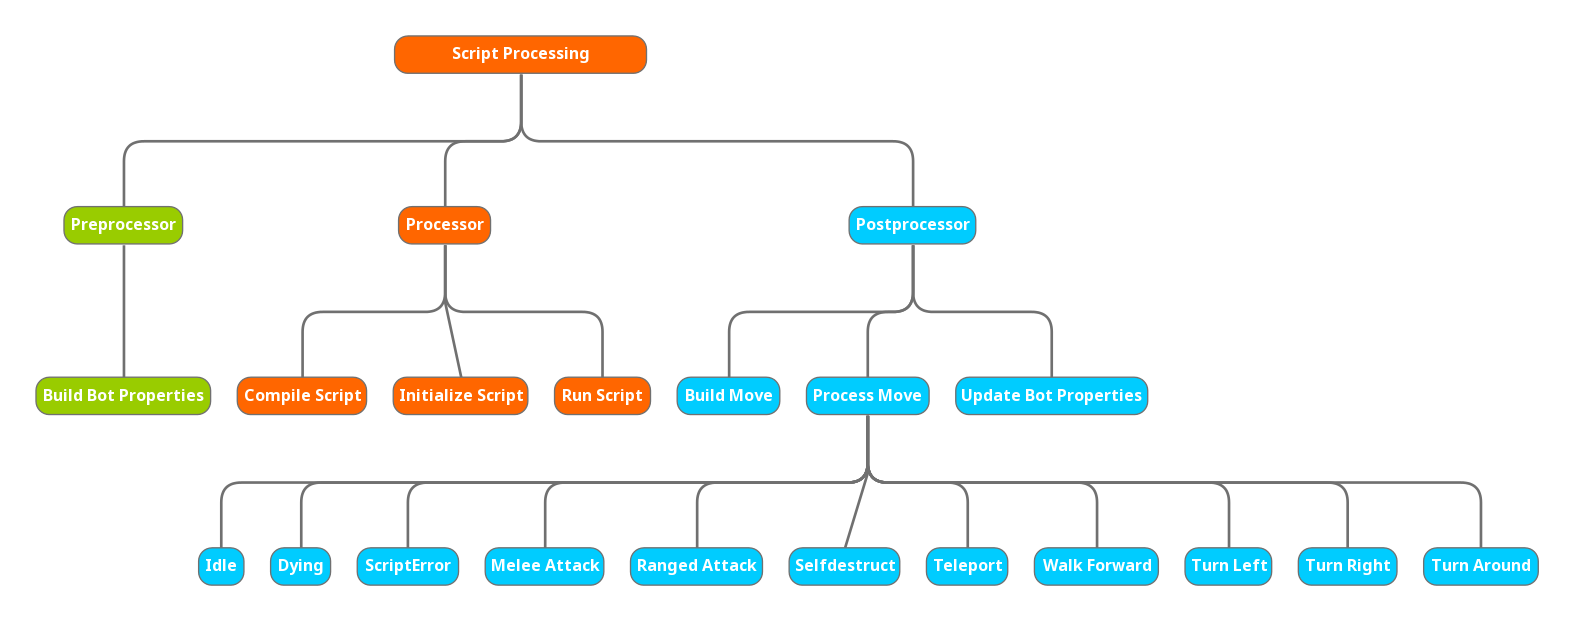 Script Processing
Preprocessor
Processor
Postprocessor
Build Bot Properties
Compile Script
Initialize Script
Run Script
Build Move
Process Move
Update Bot Properties
Idle
Dying
ScriptError
Melee Attack
Ranged Attack
Selfdestruct
Teleport
Walk Forward
Turn Left
Turn Right
Turn Around